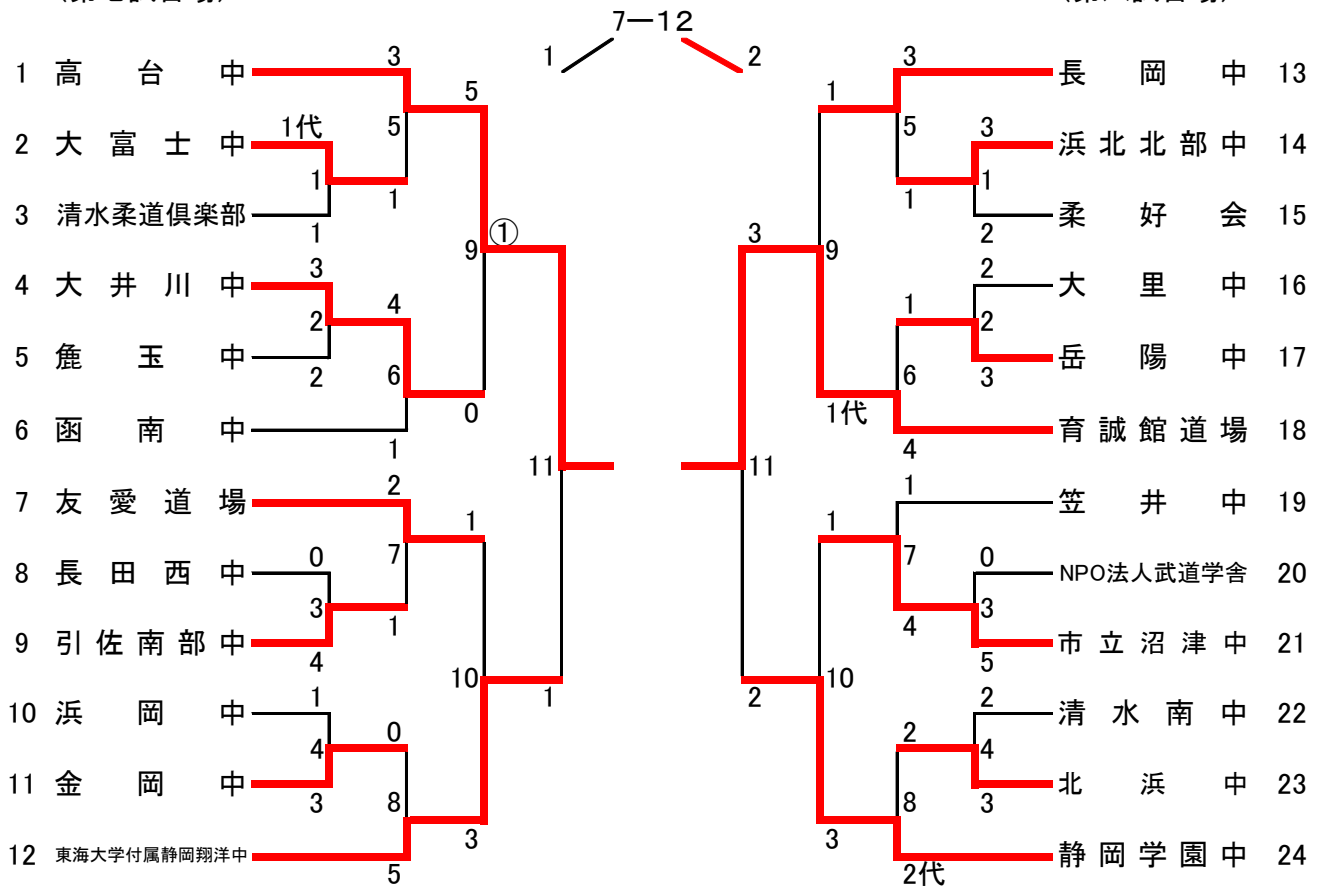 7―12
1
2
1 高台中
2 大富士中
3 清水柔道倶楽部
4 大井川中
5 麁玉中
6 函南中
7 友愛道場
8 長田西中
9 引佐南部中
10 浜岡中
11 金岡中
12 東海大学付属静岡翔洋中
3
5
1代
5
1
1
1
9
①
3
4
2
2
6
0
1
11
2
1
0
7
3
1
4
10
1
1
0
4
3
8
3
5
長岡中 13
浜北北部中 14
柔好会 15
大里中 16
岳陽中 17
育誠館道場 18
笠井中 19
NPO法人武道学舎 20
市立沼津中 21
清水南中 22
北浜中 23
静岡学園中 24
3
1
5
3
1
1
2
3
9
2
1
2
3
6
1代
4
11
1
1
7
0
3
4
5
2
10
2
2
4
3
8
3
2代